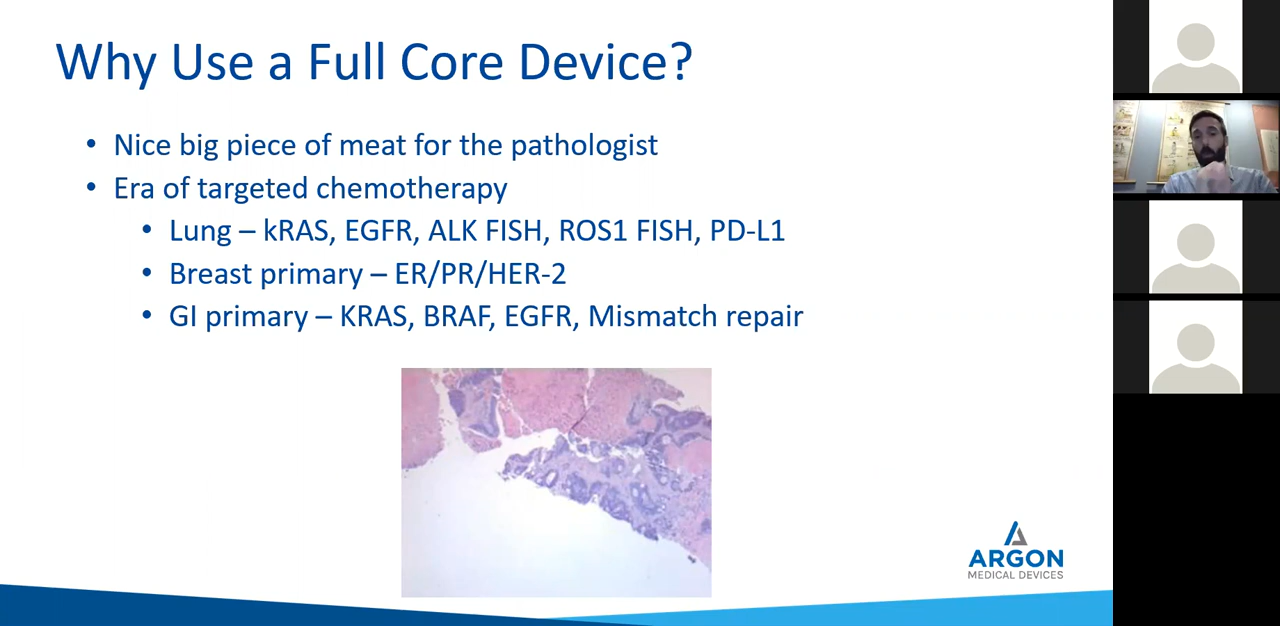 Why Use a Full Core Device?
• Nice big piece of meat for the pathologist
• Era of targeted chemotherapy
• Lung – kRAS, EGFR, ALK FISH, ROS1 FISH, PD-L1
• Breast primary – ER/PR/HER-2
• GI primary – KRAS, BRAF, EGFR, Mismatch repair
ARGON
MEDICAL DEVICES